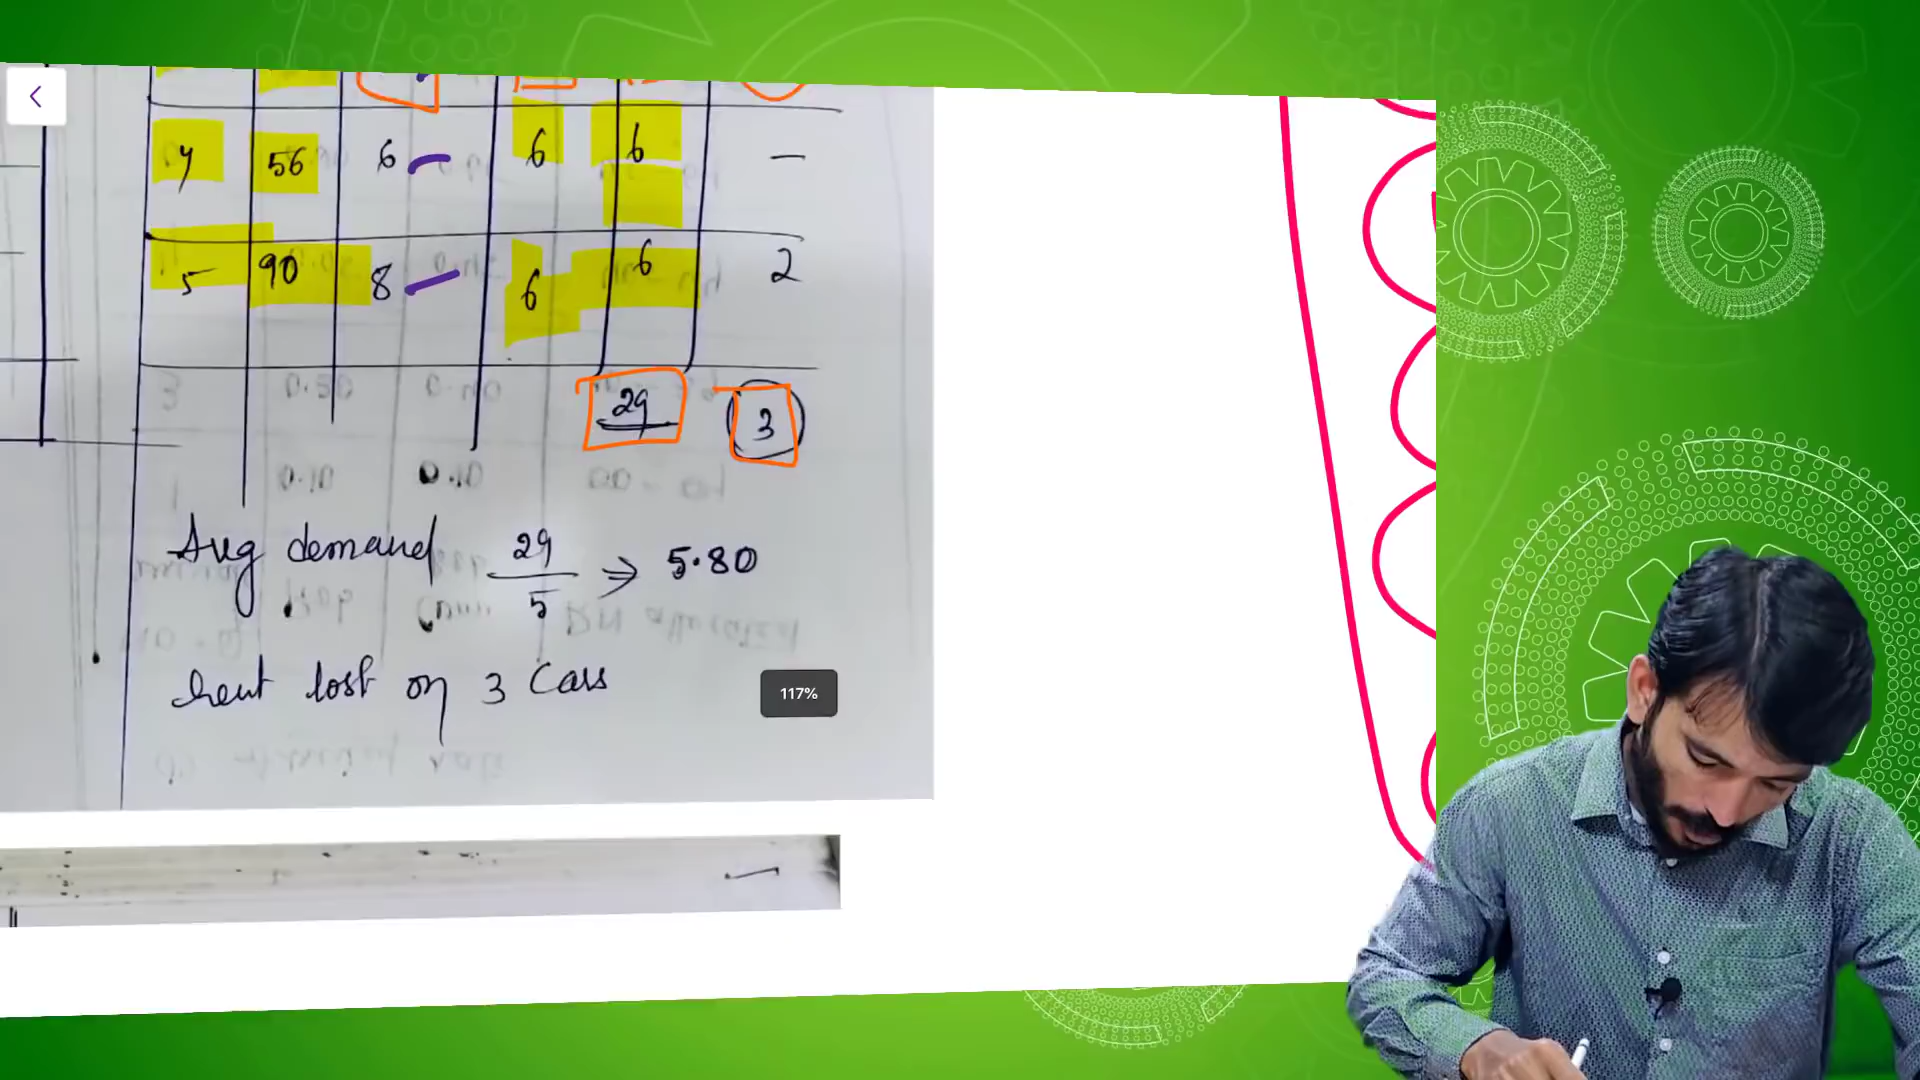 4 56 6 6 6 —
5 90 8 6 6 2
29 3
Avg demand 29/5 ⇒ 5.80
rent lost on 3 Cars
117%